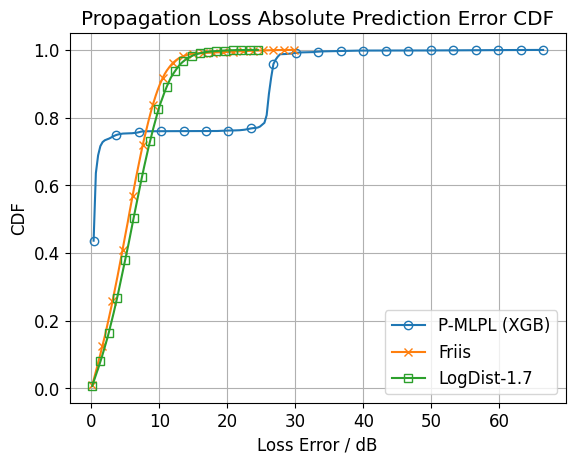 Propagation Loss Absolute Prediction Error CDF
CDF
1.0
0.8
0.6
0.4
0.2
0.0
P-MLPL (XGB)
Friis
LogDist-1.7
0 10 20 30 40 50 60
Loss Error / dB